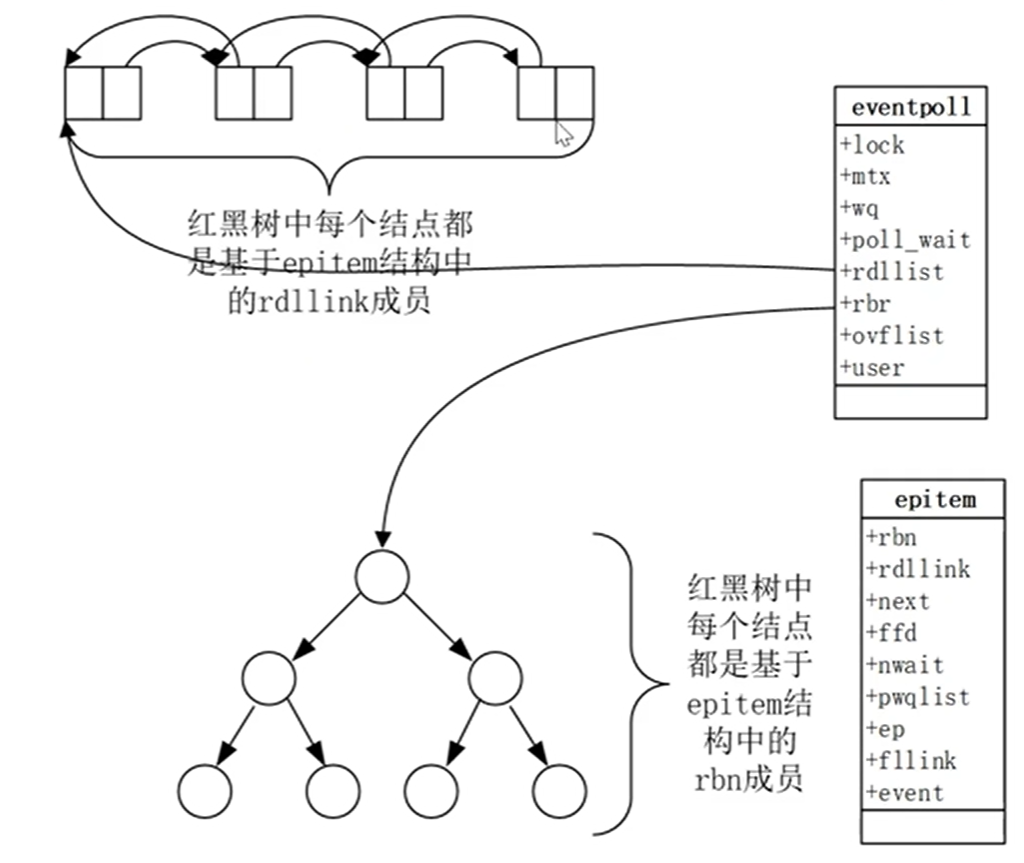 红黑树中每个结点都
是基于epitem结构中
的rdllink成员
eventpoll
+lock
+mtx
+wq
+poll_wait
+rdllist
+rbr
+ovflist
+user
红黑树中
每个结点
都是基于
epitem结
构中的
rbn成员
epitem
+rbn
+rdllink
+next
+ffd
+nwait
+pwqlist
+ep
+fllink
+event